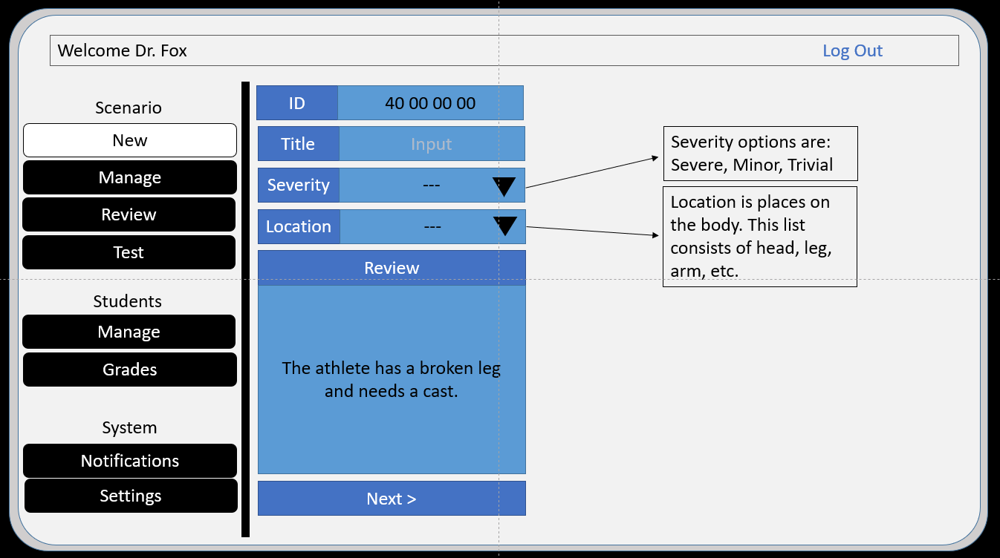 Welcome Dr. Fox
Log Out
Scenario
New
Manage
Review
Test
Students
Manage
Grades
System
Notifications
Settings
ID
40 00 00 00
Title
Input
Severity
---
Location
---
Review
The athlete has a broken leg
and needs a cast.
Next >
Severity options are:
Severe, Minor, Trivial
Location is places on
the body. This list
consists of head, leg,
arm, etc.